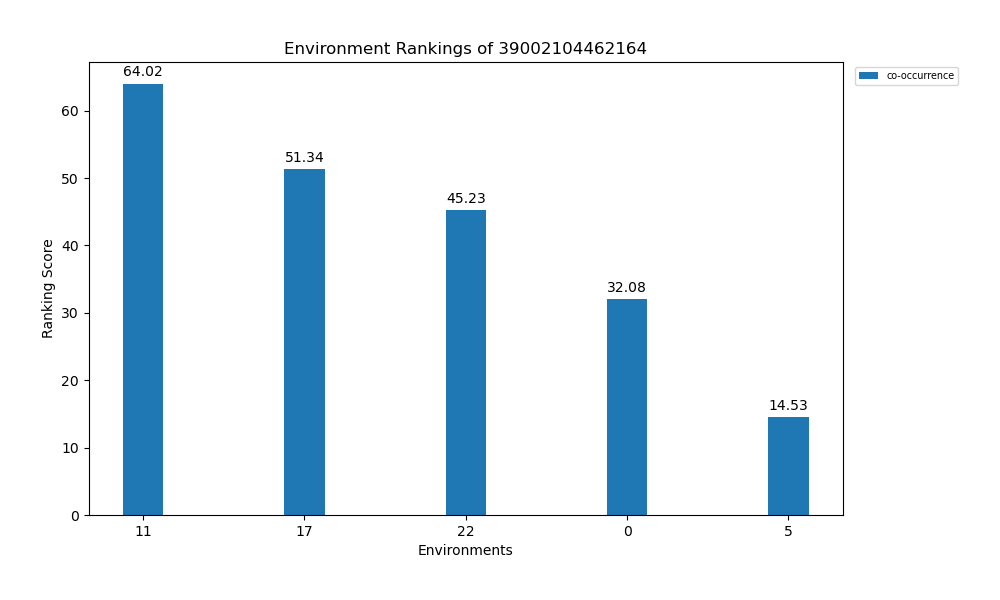 Environment Rankings of 39002104462164
co-occurrence
64.02
51.34
45.23
32.08
14.53
Ranking Score
60
50
40
30
20
10
0
11 17 22 0 5
Environments